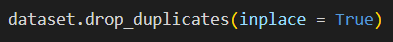 dataset.drop_duplicates(inplace = True)